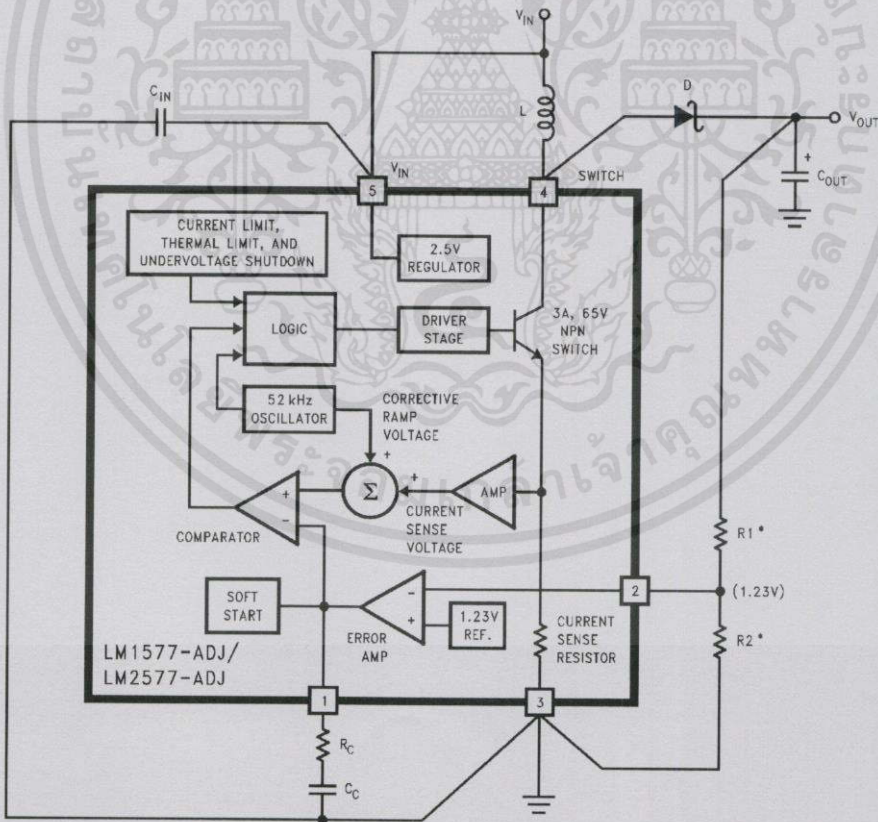 V_IN
C_IN
L
D
V_OUT
+
C_OUT
V_IN
5
4
SWITCH
CURRENT LIMIT,
THERMAL LIMIT, AND
UNDERVOLTAGE SHUTDOWN
2.5V
REGULATOR
LOGIC
DRIVER
STAGE
3A, 65V
NPN
SWITCH
52 kHz
OSCILLATOR
CORRECTIVE
RAMP
VOLTAGE
+
+
Σ
+
-
COMPARATOR
CURRENT
SENSE
VOLTAGE
AMP
R1*
2
(1.23V)
SOFT
START
-
+
1.23V
REF.
ERROR
AMP
CURRENT
SENSE
RESISTOR
R2*
LM1577-ADJ/
LM2577-ADJ
1
3
R_C
C_C